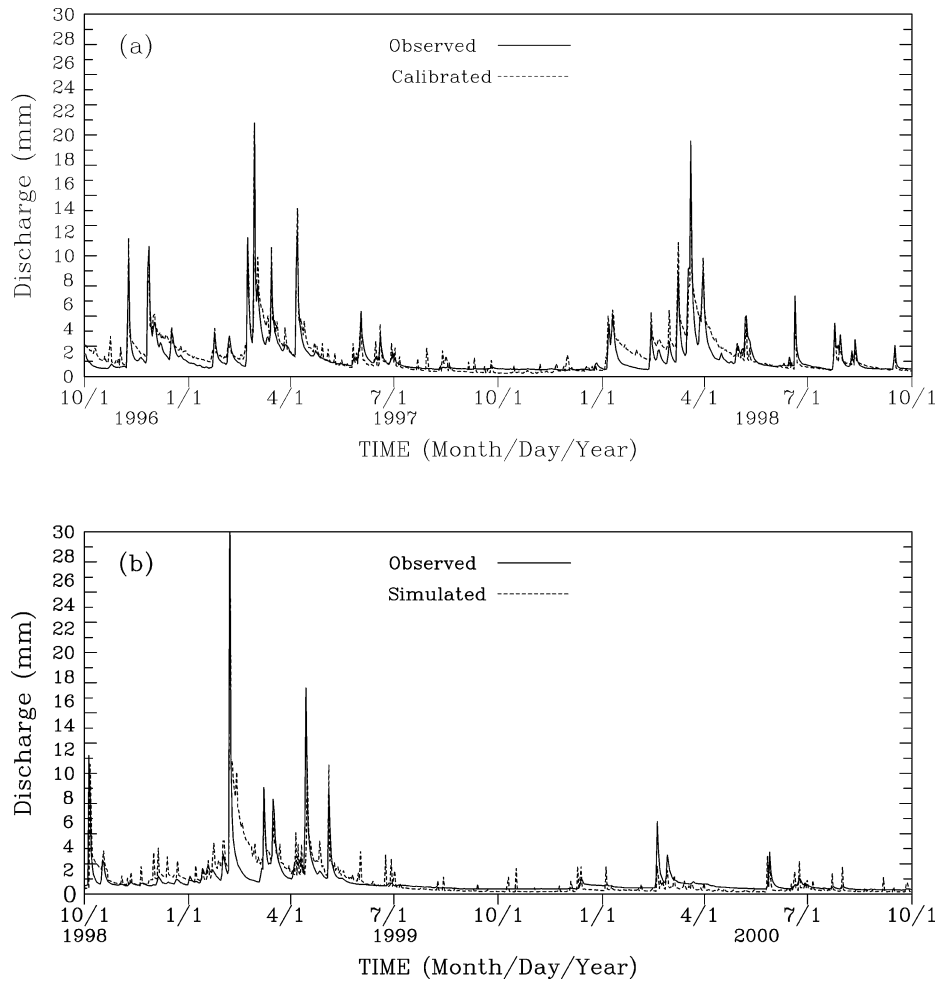 30
28
26
24
22
20
18
16
14
12
10
8
6
4
2
0
Discharge (mm)
(a)
Observed
Calibrated
10/1 1/1 4/1 7/1 10/1 1/1 4/1 7/1 10/1
1996 1997 1998
TIME (Month/Day/Year)
30
28
26
24
22
20
18
16
14
12
10
8
6
4
2
0
Discharge (mm)
(b)
Observed
Simulated
10/1 1/1 4/1 7/1 10/1 1/1 4/1 7/1 10/1
1998 1999 2000
TIME (Month/Day/Year)